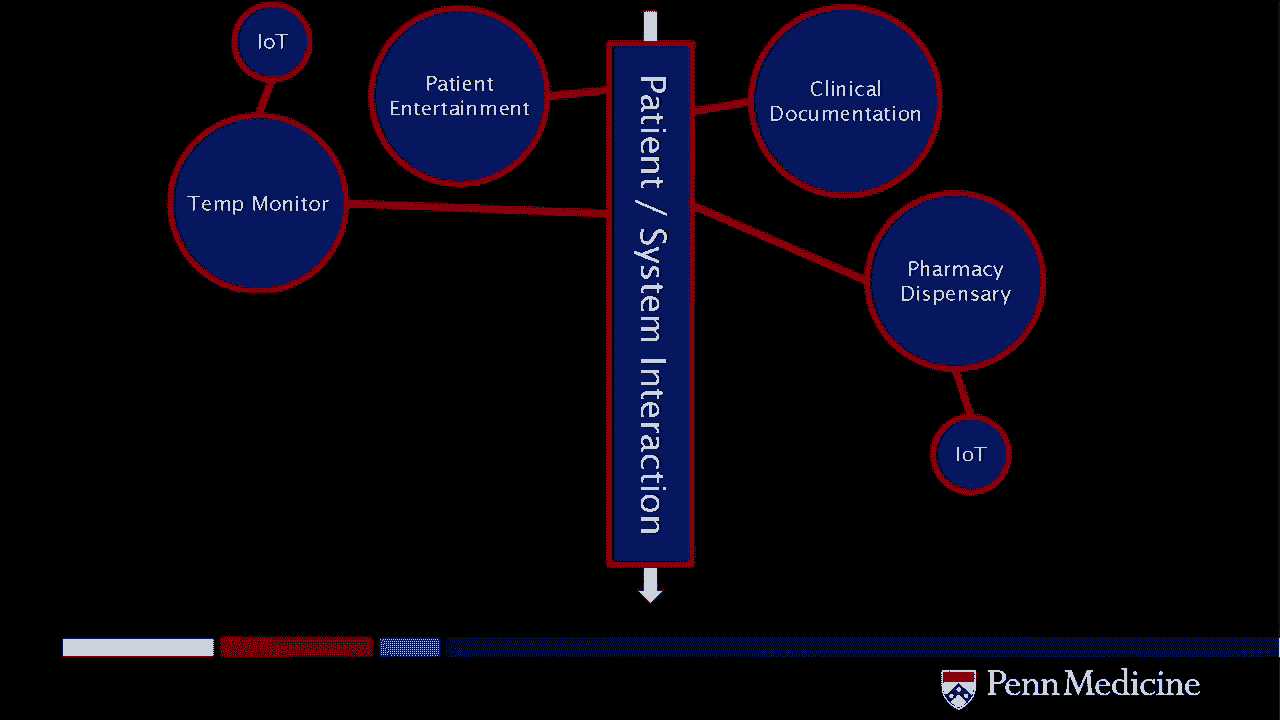 IoT
Patient
Entertainment
Clinical
Documentation
Temp Monitor
Patient / System Interaction
Pharmacy
Dispensary
IoT
Penn Medicine